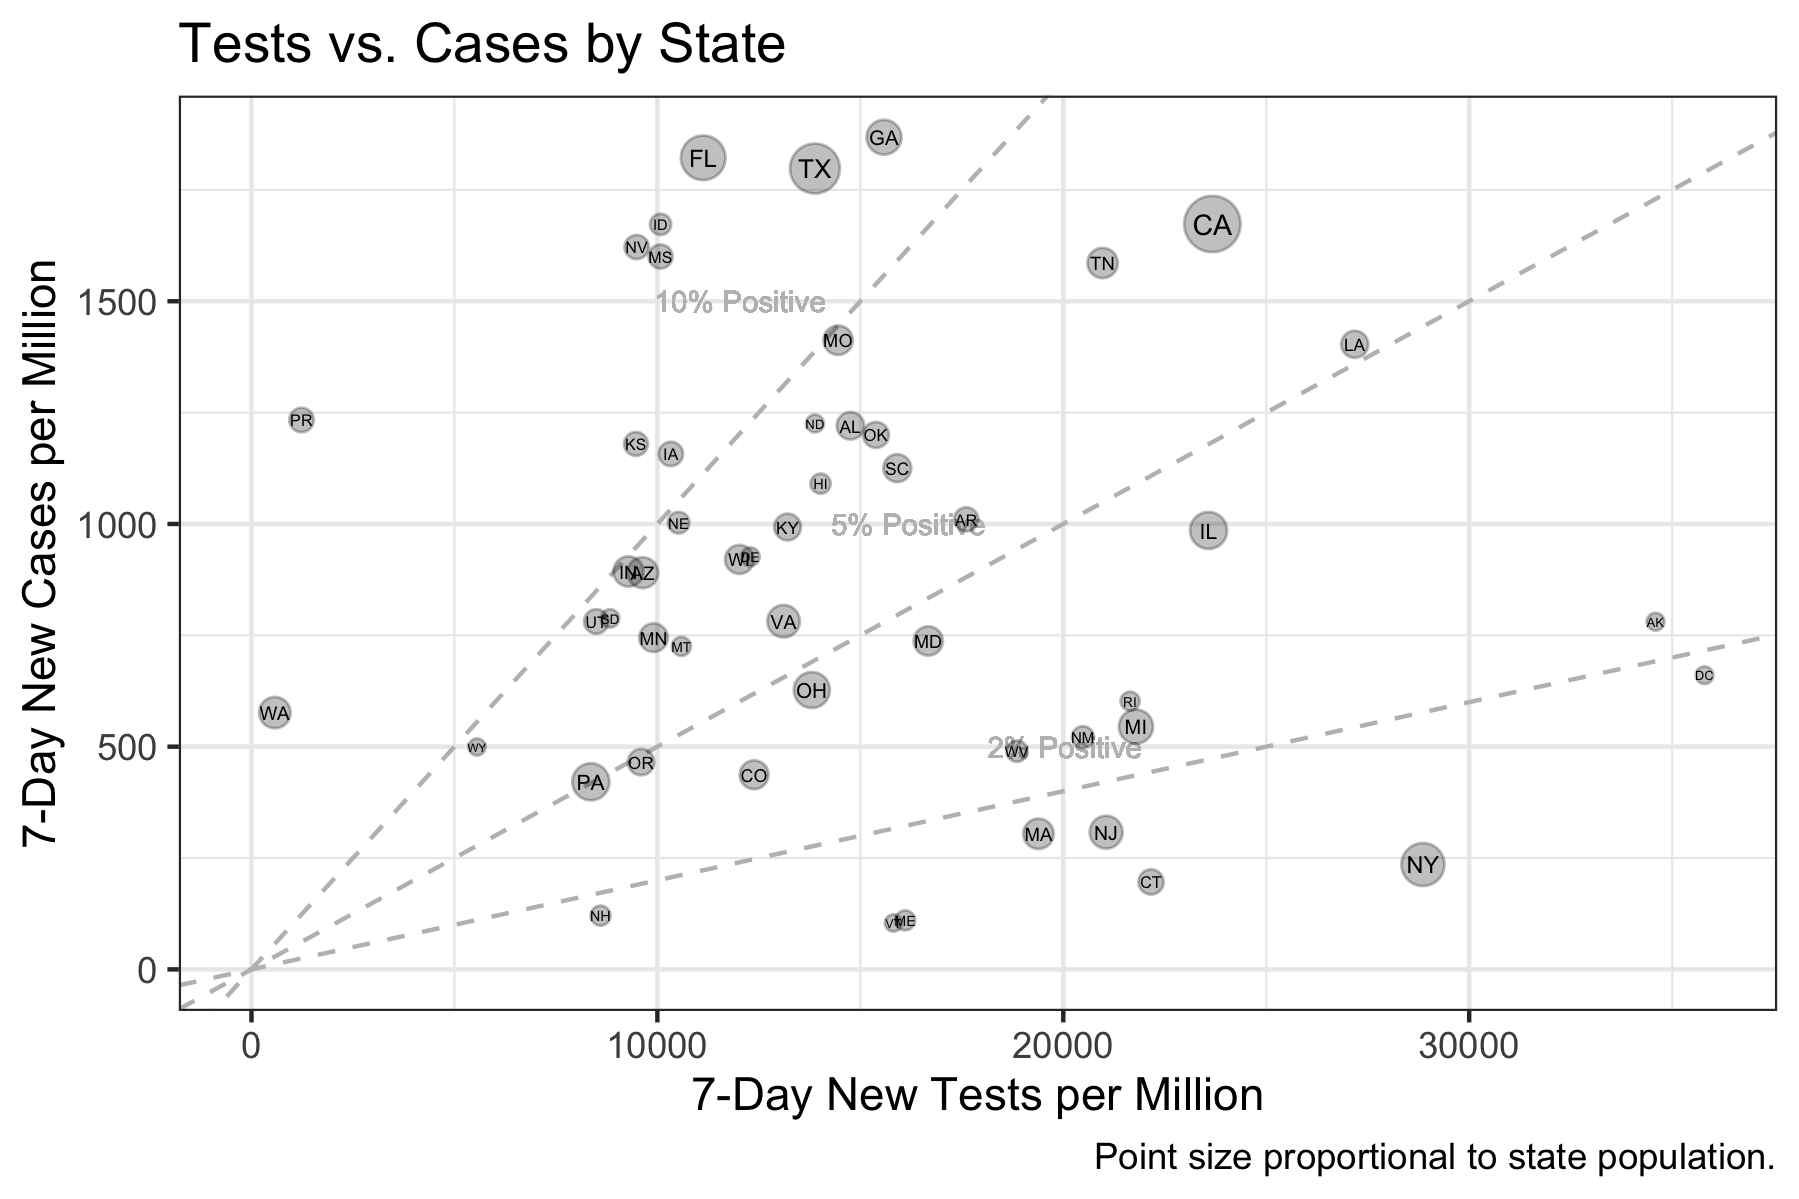 Tests vs. Cases by State
GA
FL
TX
ID
CA
NV
MS
TN
1500
10% Positive
MO
LA
PR
ND
AL
OK
KS
IA
SC
HI
1000
NE
KY
5% Positive
AR
IL
WI
DE
IN
AZ
UT
SD
VA
AK
MN
MT
MD
DC
OH
RI
WA
MI
500
WY
WV
2% Positive
NM
OR
PA
CO
MA
NJ
NY
CT
NH
VT
ME
0
7-Day New Cases per Million
0 10000 20000 30000
7-Day New Tests per Million
Point size proportional to state population.